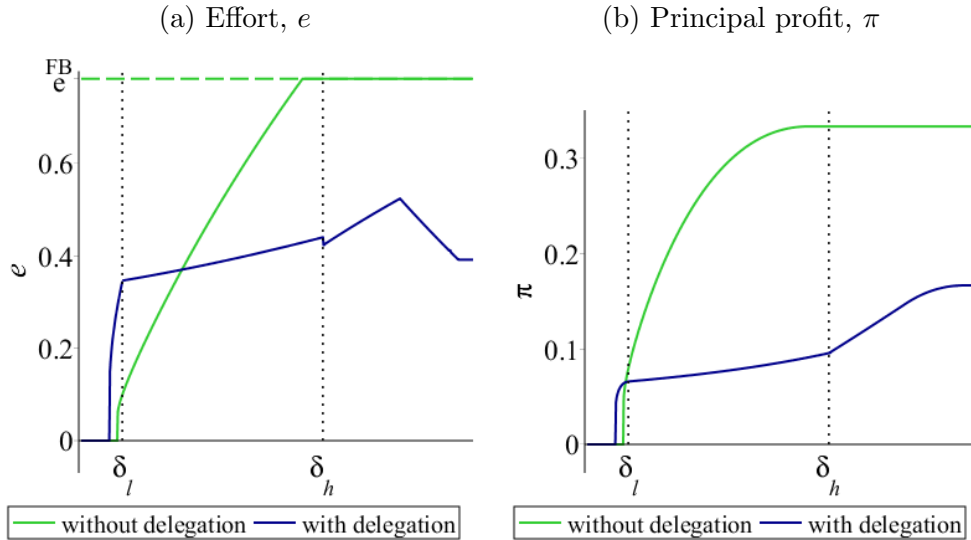 (a) Effort, e
e^FB
0.6
0.4
e
0.2
0
δ_l
δ_h
without delegation
with delegation
(b) Principal profit, π
0.3
0.2
π
0.1
0
δ_l
δ_h
without delegation
with delegation